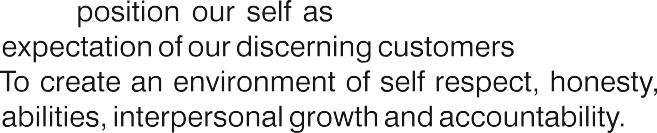 position our self as
expectation of our discerning customers
To create an environment of self respect, honesty,
abilities, interpersonal growth and accountability.